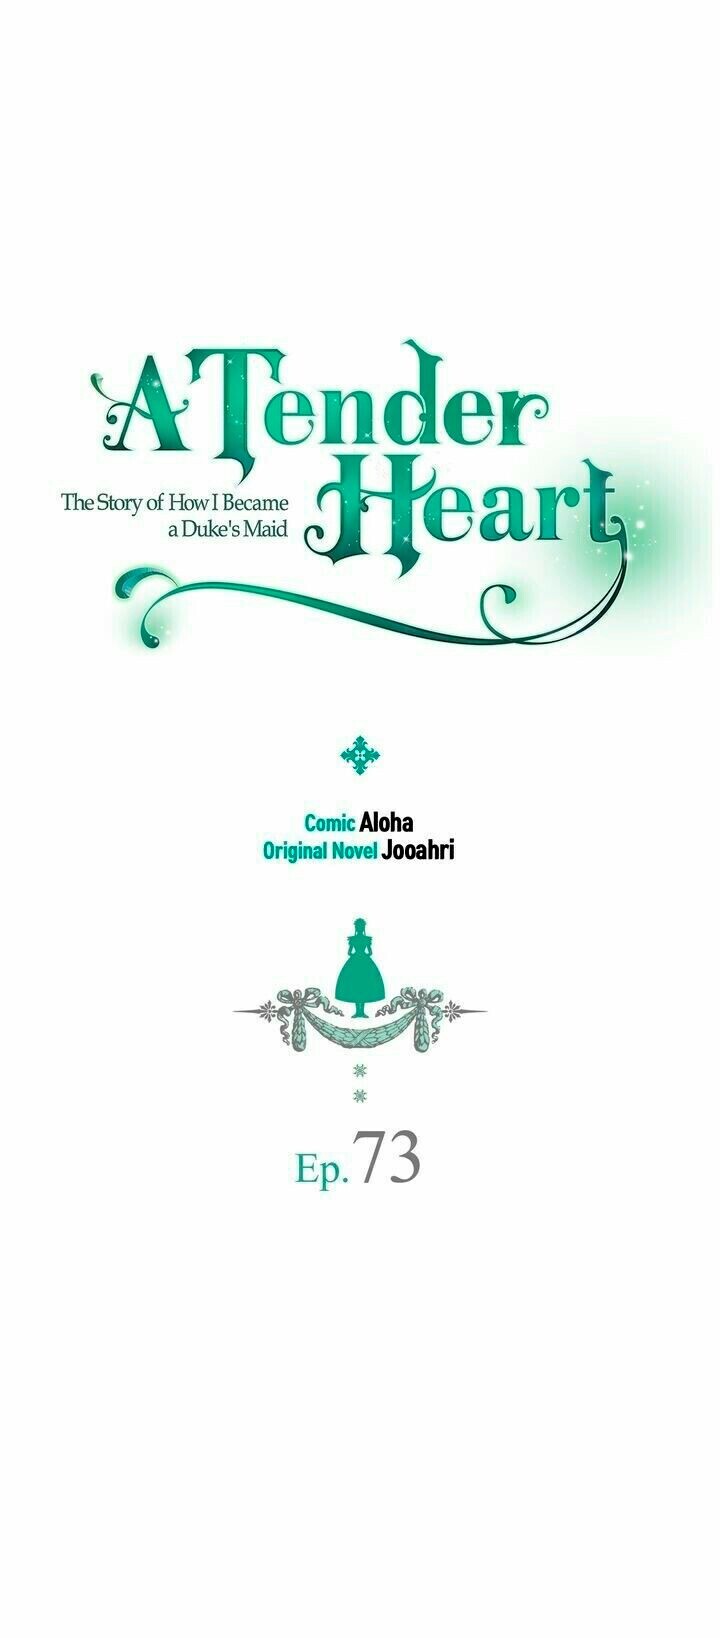 A Tender
Heart
The Story of How I Became
a Duke's Maid
Comic Aloha
Original Novel Jooahri
Ep.73